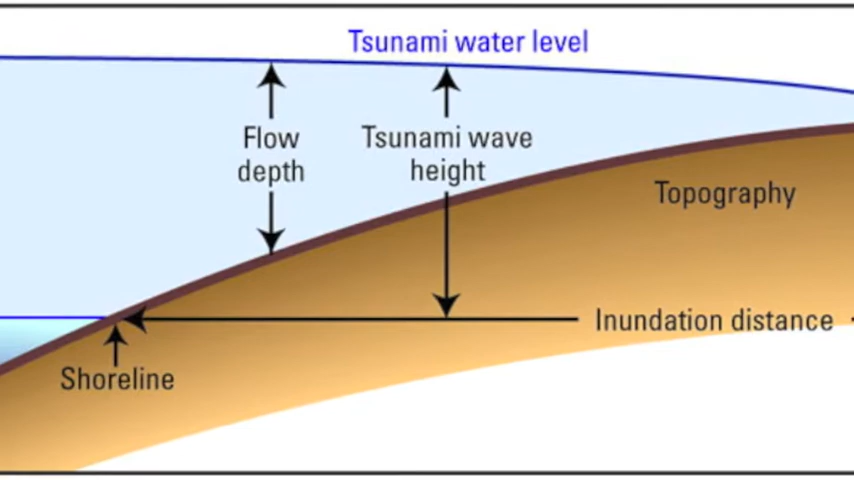 Tsunami water level
Flow
depth
Tsunami wave
height
Topography
Inundation distance
Shoreline